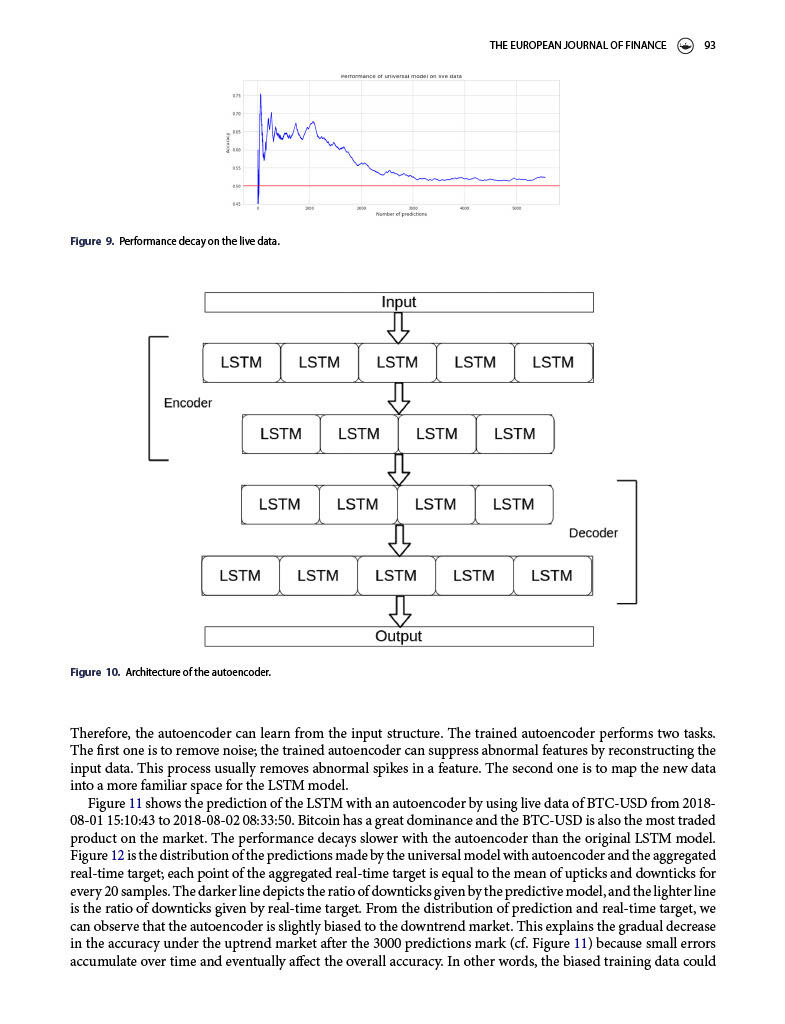 THE EUROPEAN JOURNAL OF FINANCE 93
Performance of universal model on live data
0.75
0.70
0.65
0.60
0.55
0.50
0.45
Accuracy
0 1000 2000 3000 4000 5000
Number of predictions
Figure 9. Performance decay on the live data.
Input
LSTM LSTM LSTM LSTM LSTM
Encoder
LSTM LSTM LSTM LSTM
LSTM LSTM LSTM LSTM
Decoder
LSTM LSTM LSTM LSTM LSTM
Output
Figure 10. Architecture of the autoencoder.
Therefore, the autoencoder can learn from the input structure. The trained autoencoder performs two tasks.
The first one is to remove noise; the trained autoencoder can suppress abnormal features by reconstructing the
input data. This process usually removes abnormal spikes in a feature. The second one is to map the new data
into a more familiar space for the LSTM model.
Figure 11 shows the prediction of the LSTM with an autoencoder by using live data of BTC-USD from 2018-
08-01 15:10:43 to 2018-08-02 08:33:50. Bitcoin has a great dominance and the BTC-USD is also the most traded
product on the market. The performance decays slower with the autoencoder than the original LSTM model.
Figure 12 is the distribution of the predictions made by the universal model with autoencoder and the aggregated
real-time target; each point of the aggregated real-time target is equal to the mean of upticks and downticks for
every 20 samples. The darker line depicts the ratio of downticks given by the predictive model, and the lighter line
is the ratio of downticks given by real-time target. From the distribution of prediction and real-time target, we
can observe that the autoencoder is slightly biased to the downtrend market. This explains the gradual decrease
in the accuracy under the uptrend market after the 3000 predictions mark (cf. Figure 11) because small errors
accumulate over time and eventually affect the overall accuracy. In other words, the biased training data could